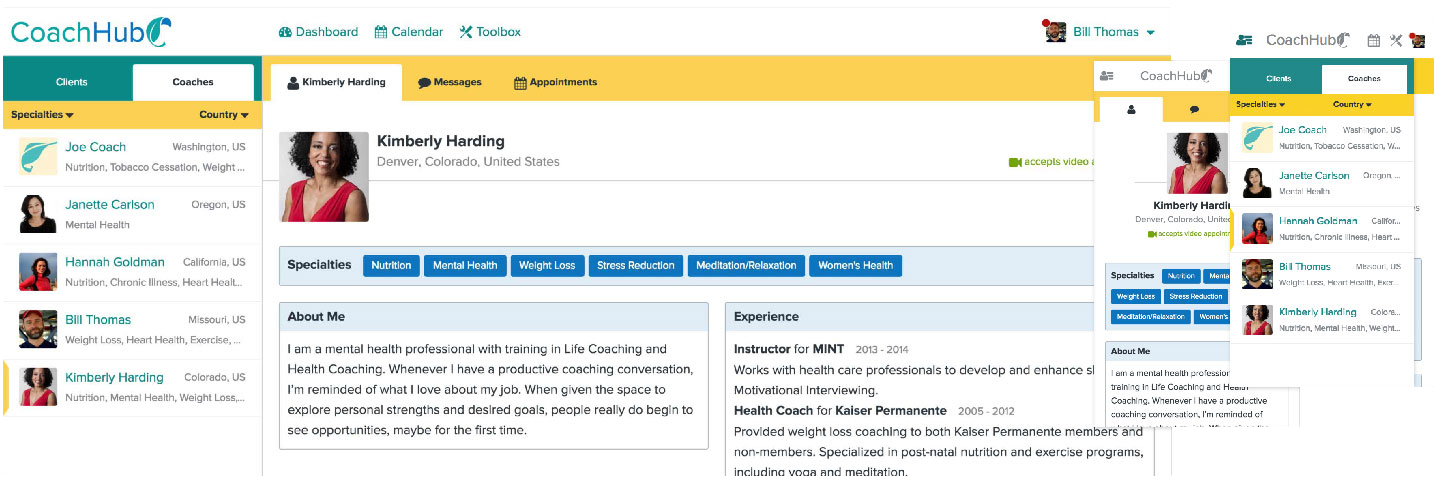 CoachHub
Dashboard
Calendar
Toolbox
Bill Thomas
Clients
Coaches
Specialties
Country
Joe Coach
Washington, US
Nutrition, Tobacco Cessation, Weight ...
Janette Carlson
Oregon, US
Mental Health
Hannah Goldman
California, US
Nutrition, Chronic Illness, Heart Healt...
Bill Thomas
Missouri, US
Weight Loss, Heart Health, Exercise, ...
Kimberly Harding
Colorado, US
Nutrition, Mental Health, Weight Loss,...
Kimberly Harding
Messages
Appointments
Kimberly Harding
Denver, Colorado, United States
accepts video a
Specialties
Nutrition
Mental Health
Weight Loss
Stress Reduction
Meditation/Relaxation
Women's Health
About Me
I am a mental health professional with training in Life Coaching and
Health Coaching. Whenever I have a productive coaching conversation,
I'm reminded of what I love about my job. When given the space to
explore personal strengths and desired goals, people really do begin to
see opportunities, maybe for the first time.
Experience
Instructor for MINT 2013 - 2014
Works with health care professionals to develop and enhance s
Motivational Interviewing.
Health Coach for Kaiser Permanente 2005 - 2012
Provided weight loss coaching to both Kaiser Permanente members and
non-members. Specialized in post-natal nutrition and exercise programs,
including yoga and meditation.
CoachHub
Kimberly Hardin
Denver, Colorado, Unite
accepts video appointm
Specialties
Nutrition
Menta
Weight Loss
Stress Reduction
Meditation/Relaxation
Women's
About Me
I am a mental health profession
training in Life Coaching and Health
Coaching. Whenever I have a productive
coaching conversation, I'm reminded of
CoachHub
Clients
Coaches
Specialties
Country
Joe Coach
Washington, US
Nutrition, Tobacco Cessation, W...
Janette Carlson
Oregon, ...
Mental Health
Hannah Goldman
Califor...
Nutrition, Chronic Illness, Heart ...
Bill Thomas
Missouri, US
Weight Loss, Heart Health, Exer...
Kimberly Harding
Colora...
Nutrition, Mental Health, Weight...